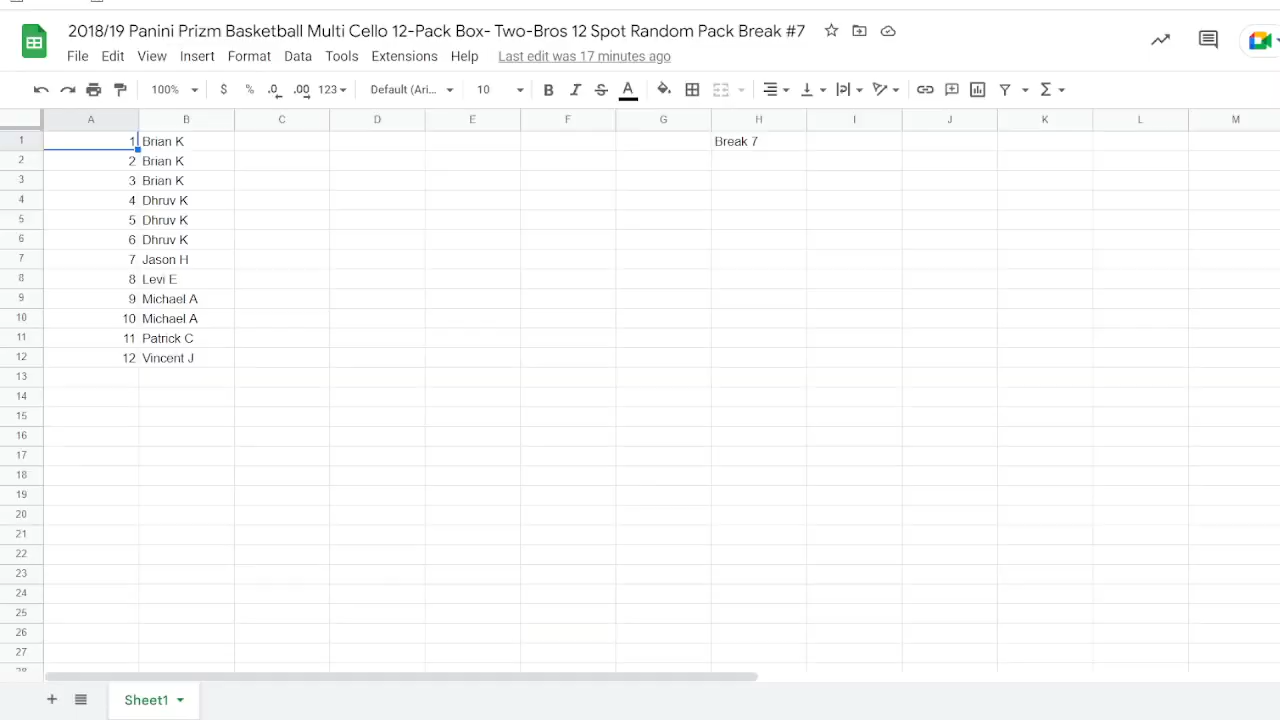 2018/19 Panini Prizm Basketball Multi Cello 12-Pack Box- Two-Bros 12 Spot Random Pack Break #7
File Edit View Insert Format Data Tools Extensions Help Last edit was 17 minutes ago
100% $ % .0 .00 123 Default (Ari... 10 B I S A
A B C D E F G H I J K L M
1 1 Brian K Break 7
2 2 Brian K
3 3 Brian K
4 4 Dhruv K
5 5 Dhruv K
6 6 Dhruv K
7 7 Jason H
8 8 Levi E
9 9 Michael A
10 10 Michael A
11 11 Patrick C
12 12 Vincent J
13
14
15
16
17
18
19
20
21
22
23
24
25
26
27
Sheet1